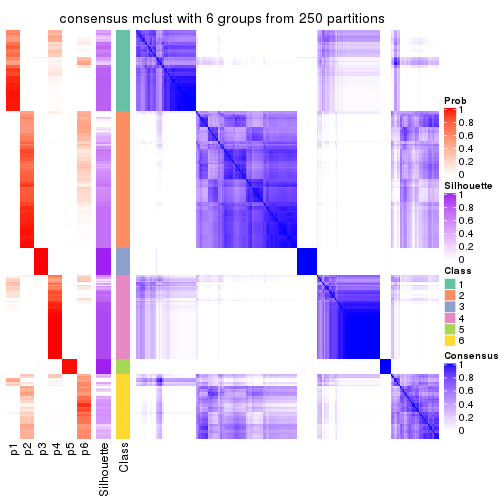 consensus mclust with 6 groups from 250 partitions
Prob
1
0.8
0.6
0.4
0.2
0
Silhouette
1
0.8
0.6
0.4
0.2
0
Class
1
2
3
4
5
6
Consensus
1
0.8
0.6
0.4
0.2
0
p1
p2
p3
p4
p5
p6
Silhouette
Class